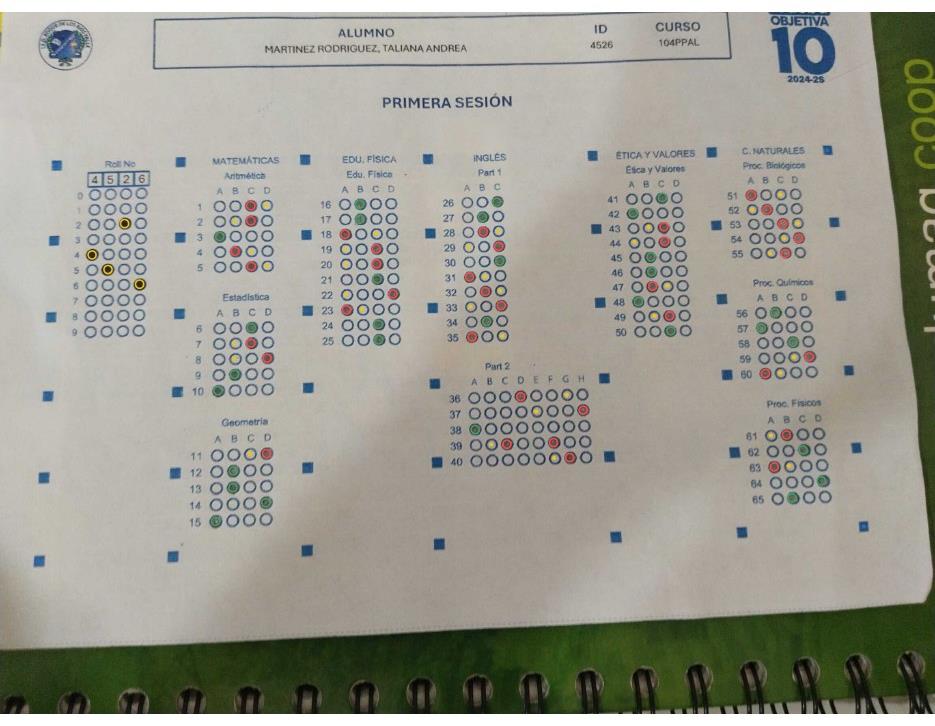 OBJETIVA
10
2024-2S
ALUMNO
MARTINEZ RODRIGUEZ, TALIANA ANDREA
ID
4526
CURSO
104PPAL
PRIMERA SESIÓN
Roll No
4 5 2 6
0
1
2
3
4
5
6
7
8
9
MATEMÁTICAS
Aritmética
A B C D
1
2
3
4
5
Estadística
A B C D
6
7
8
9
10
Geometría
A B C D
11
12
13
14
15
EDU. FÍSICA
Edu. Física
A B C D
16
17
18
19
20
21
22
23
24
25
INGLÉS
Part 1
A B C
26
27
28
29
30
31
32
33
34
35
Part 2
A B C D E F G H
36
37
38
39
40
ÉTICA Y VALORES
Ética y Valores
A B C D
41
42
43
44
45
46
47
48
49
50
C. NATURALES
Proc. Biológicos
A B C D
51
52
53
54
55
Proc. Químicos
A B C D
56
57
58
59
60
Proc. Físicos
A B C D
61
62
63
64
65